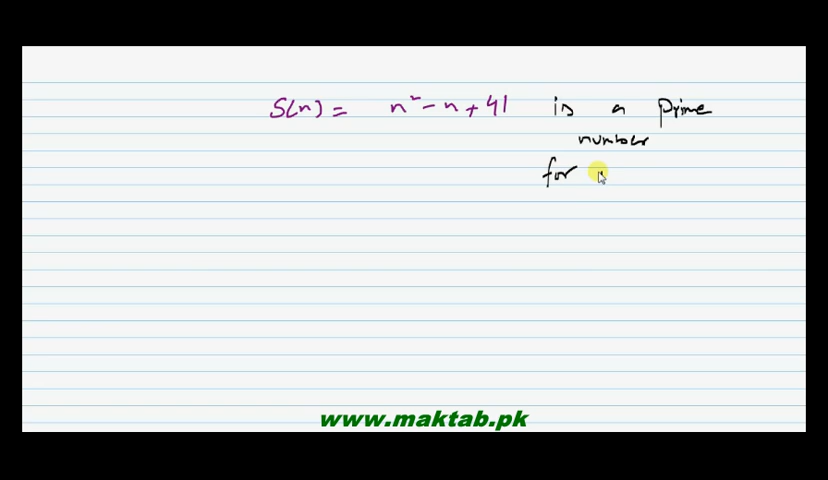 S(n) = n² - n + 41 is a prime
number
for
www.maktab.pk